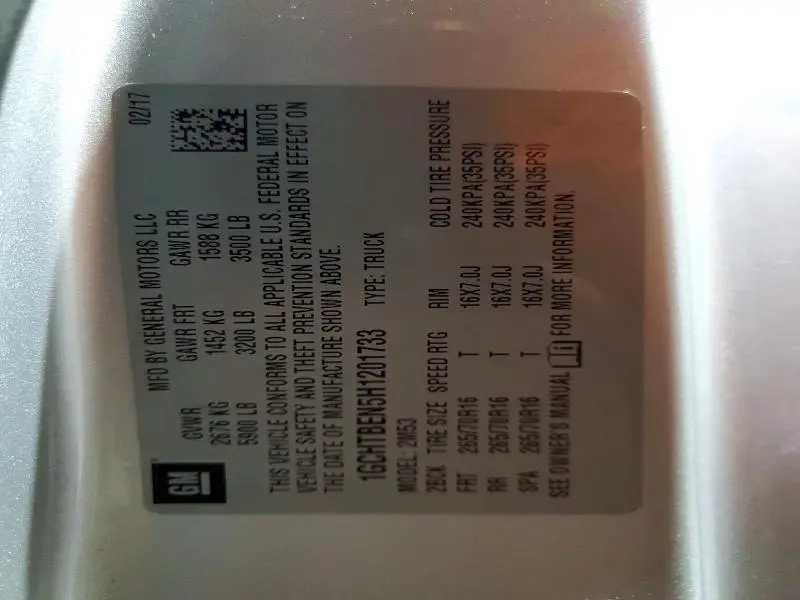 GM
MFD BY GENERAL MOTORS LLC 02/17
GVWR GAWR FRT GAWR RR
2676 KG 1452 KG 1588 KG
5900 LB 3200 LB 3500 LB
THIS VEHICLE CONFORMS TO ALL APPLICABLE U.S. FEDERAL MOTOR
VEHICLE SAFETY AND THEFT PREVENTION STANDARDS IN EFFECT ON
THE DATE OF MANUFACTURE SHOWN ABOVE.
1GCHTBEN5H1201733 TYPE: TRUCK
MODEL: 2M53
2BCK TIRE SIZE SPEED RTG RIM COLD TIRE PRESSURE
FRT 265/70R16 T 16X7.0J 240KPA(35PSI)
RR 265/70R16 T 16X7.0J 240KPA(35PSI)
SPA 265/70R16 T 16X7.0J 240KPA(35PSI)
SEE OWNER'S MANUAL FOR MORE INFORMATION.